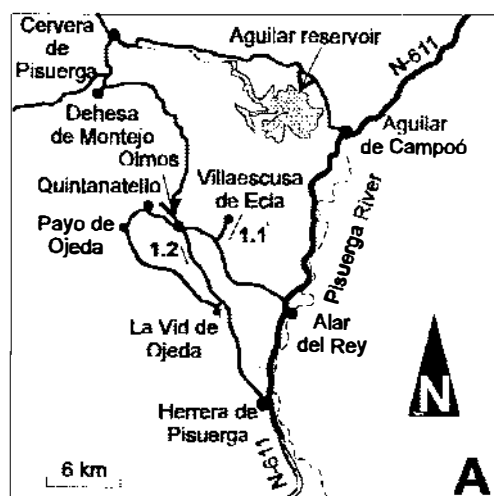 Cervera
de
Pisuerga
Aguilar reservoir
N-611
Dehesa
de Montejo
Olmos
Aguilar
de Campoó
Quintanatello
Villaescusa
de Ecla
Payo de
Ojeda
1.2
1.1
Pisuerga River
La Vid de
Ojeda
Alar
del Rey
Herrera de
Pisuerga
N
N-611
6 km
A